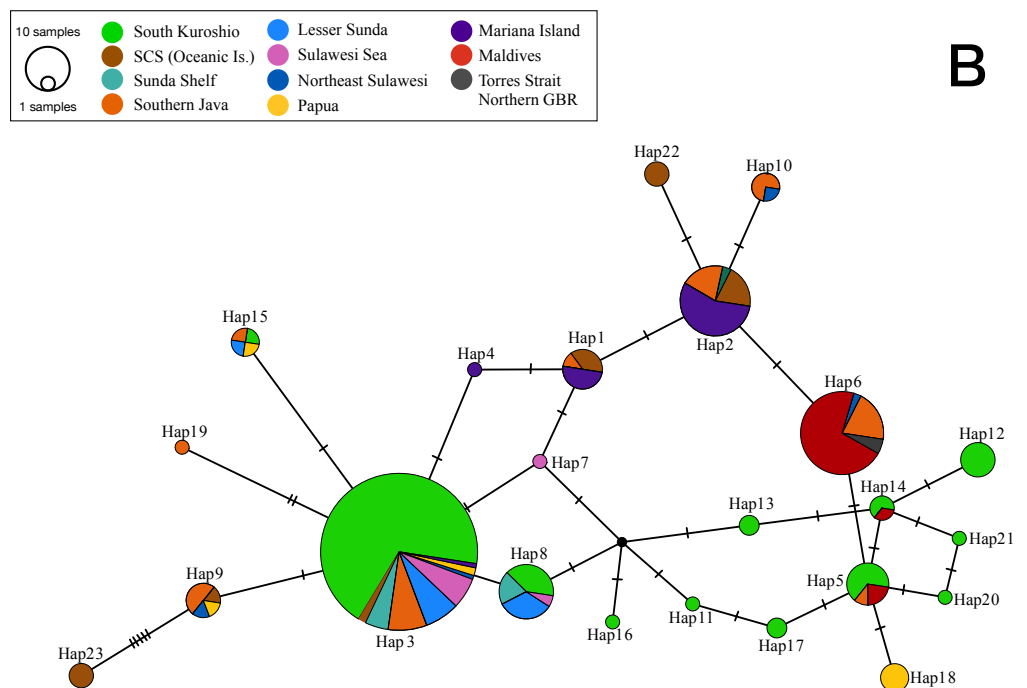 10 samples
1 samples
South Kuroshio
SCS (Oceanic Is.)
Sunda Shelf
Southern Java
Lesser Sunda
Sulawesi Sea
Northeast Sulawesi
Papua
Mariana Island
Maldives
Torres Strait
Northern GBR
B
Hap22
Hap10
Hap2
Hap15
Hap1
Hap4
Hap6
Hap19
Hap7
Hap12
Hap14
Hap13
Hap21
Hap8
Hap9
Hap5
Hap20
Hap11
Hap16
Hap 3
Hap17
Hap23
Hap18